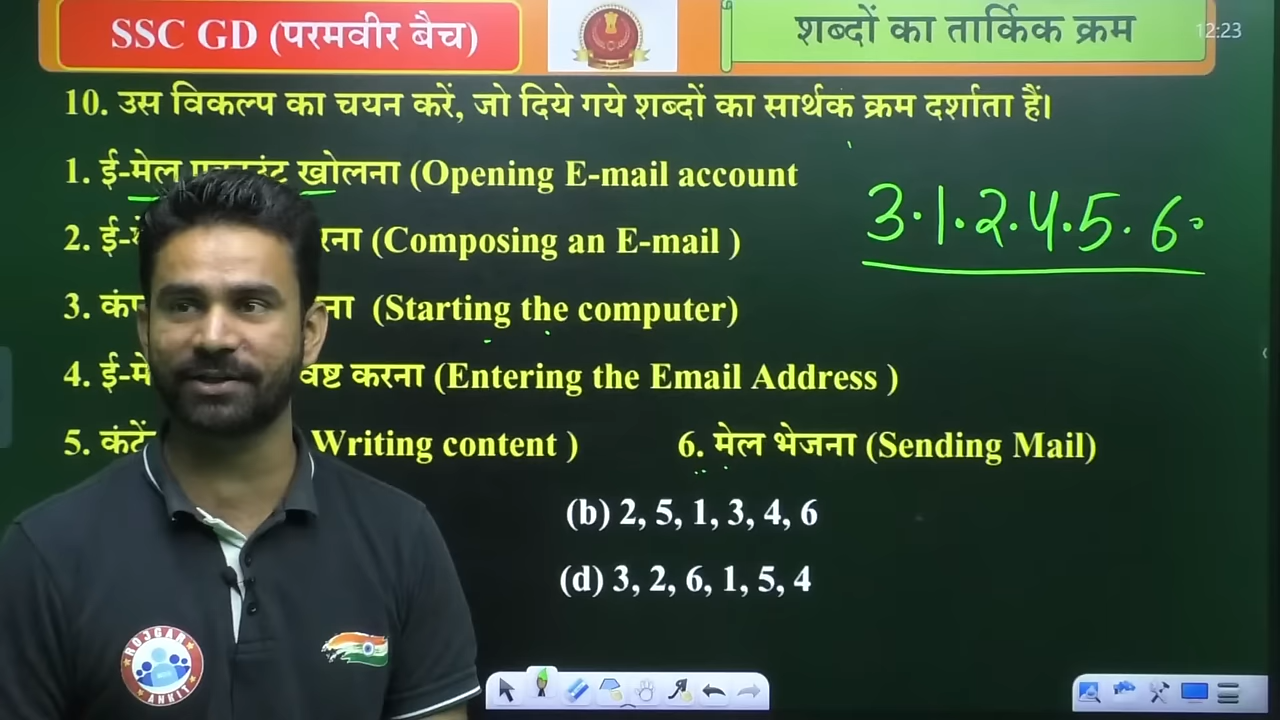 SSC GD (परमवीर बैच)
शब्दों का तार्किक क्रम
12:23
10. उस विकल्प का चयन करें, जो दिये गये शब्दों का सार्थक क्रम दर्शाता हैं।
1. ई-मेल खोलना (Opening E-mail account
3.1.2.4.5.6
2. (Composing an E-mail )
3. (Starting the computer)
4. करना (Entering the Email Address )
5. Writing content ) 6. मेल भेजना (Sending Mail)
(b) 2, 5, 1, 3, 4, 6
(d) 3, 2, 6, 1, 5, 4
ROJGAR
ANKIT